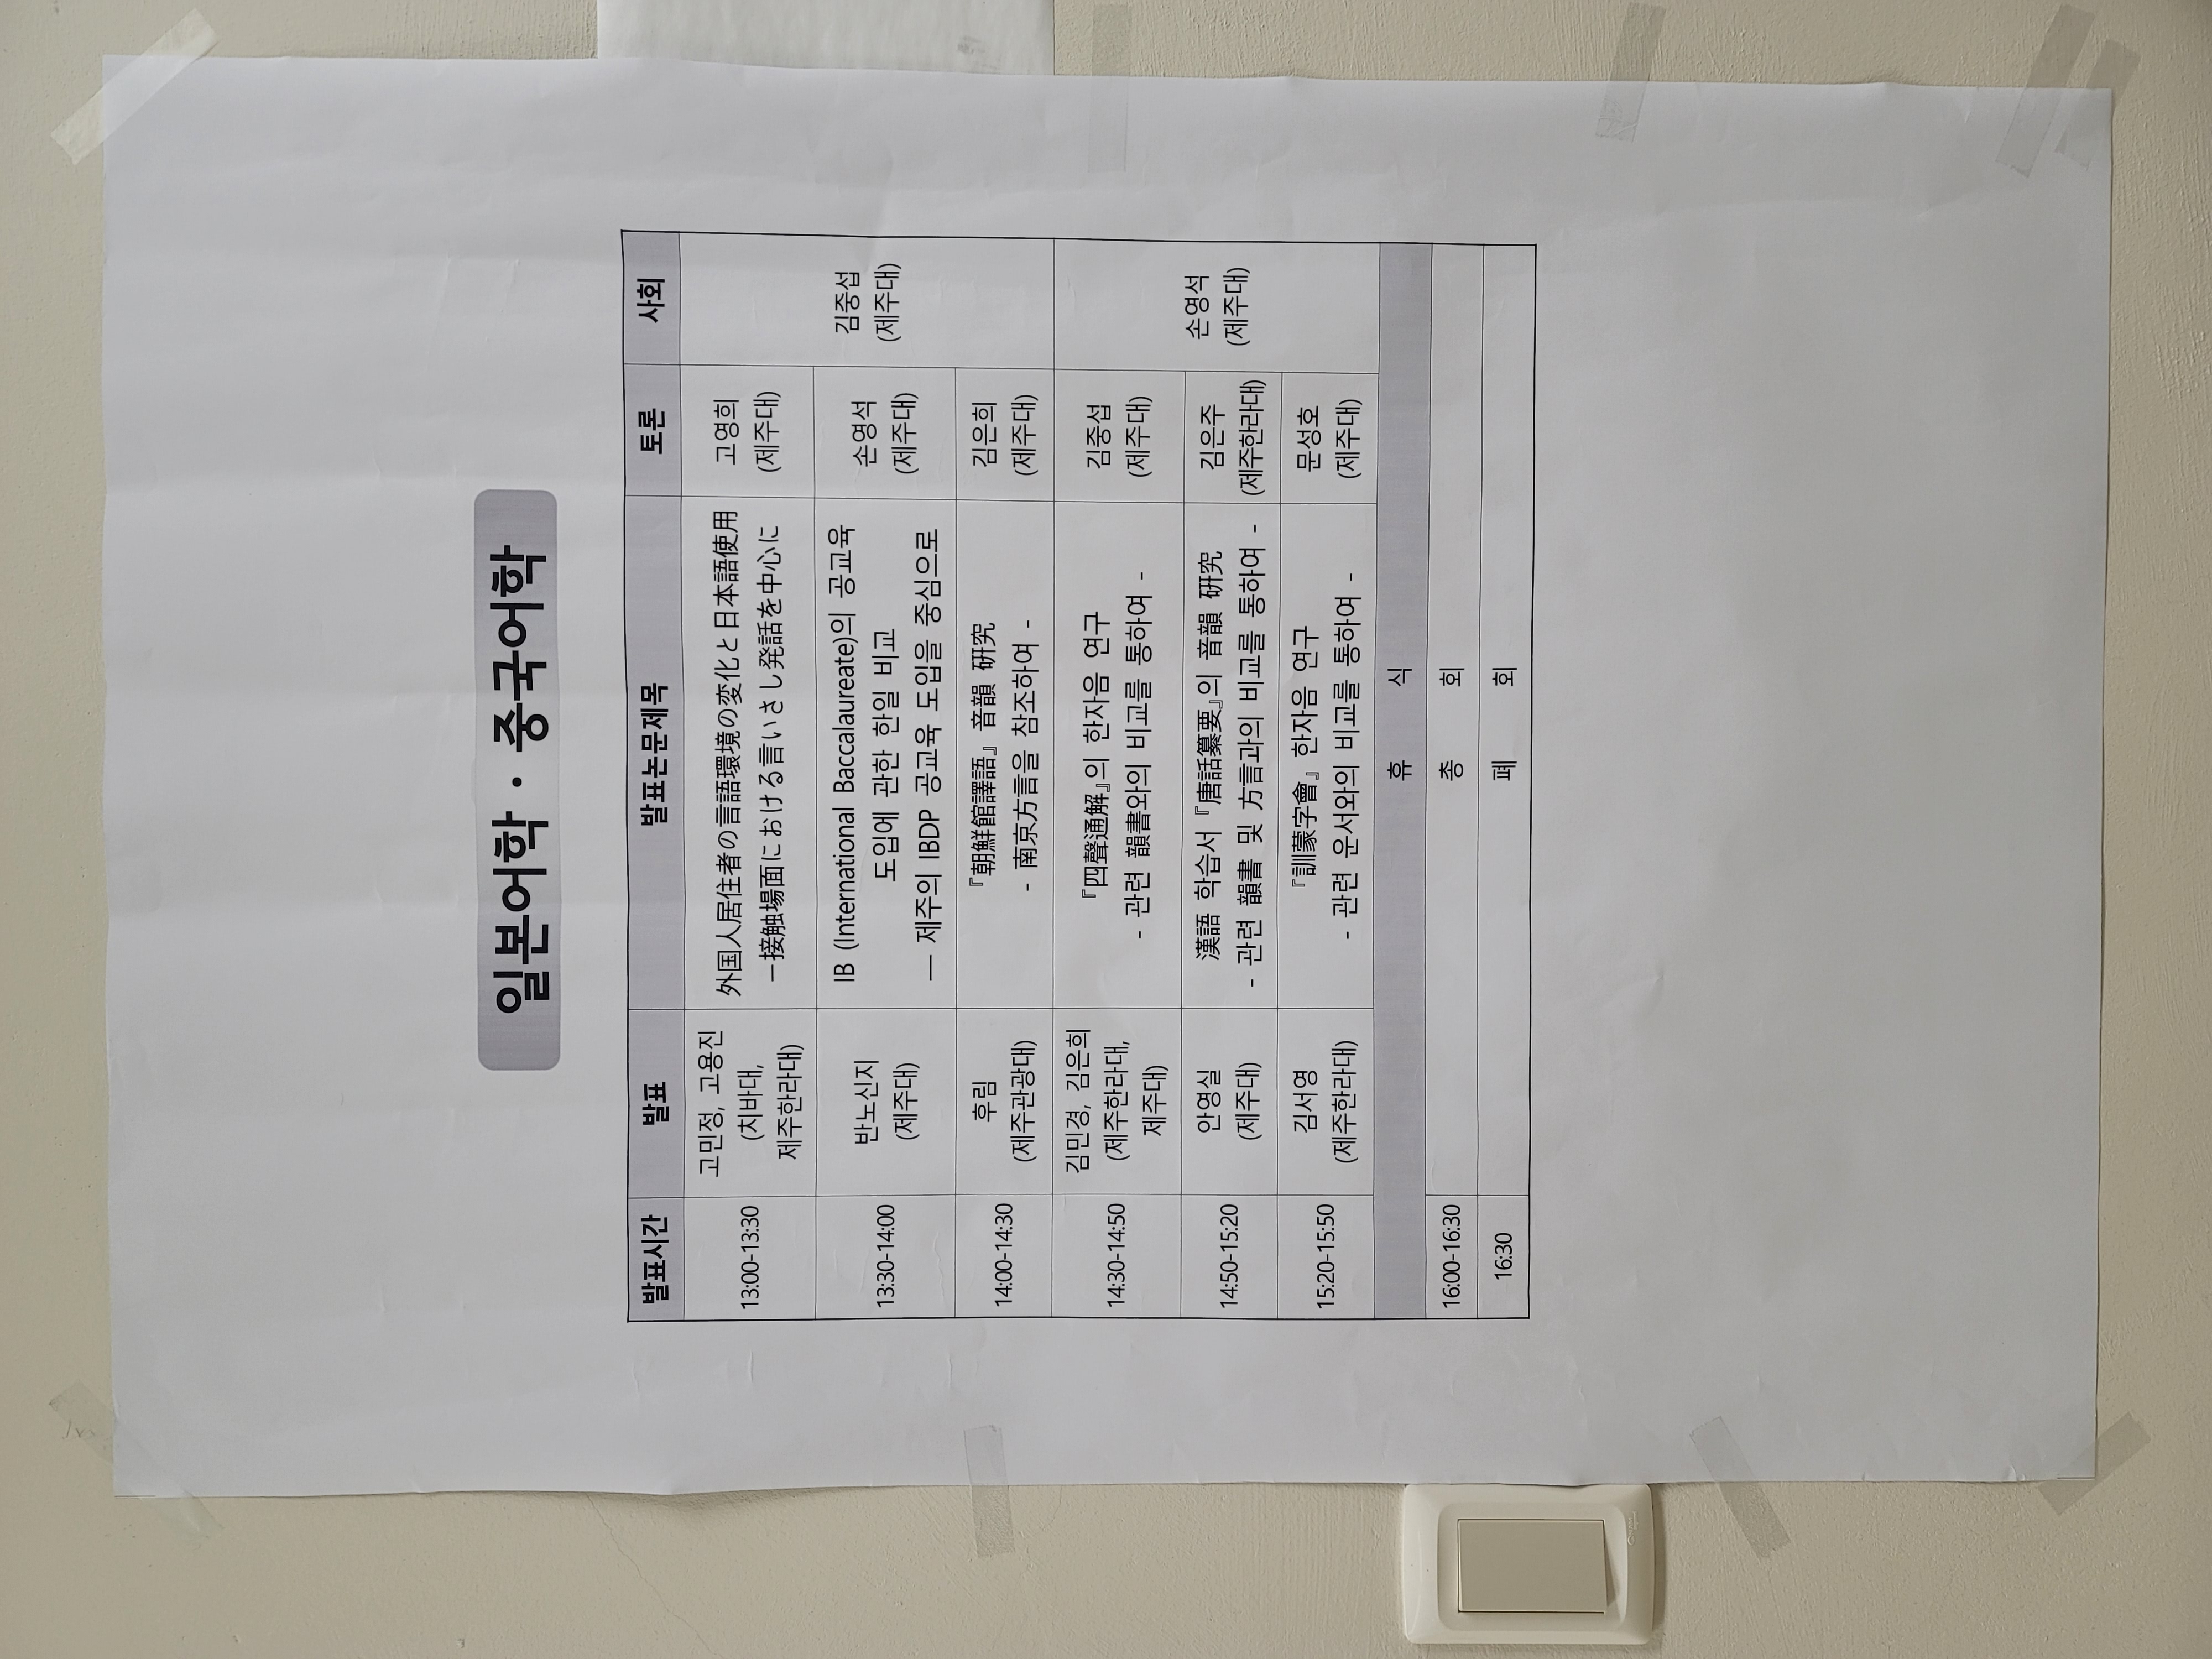 일본어학 · 중국어학
발표시간 발표 발표논문제목 토론 사회
13:00-13:30
고민정, 고용진
(치바대,
제주한라대)
外国人居住者の言語環境の変化と日本語使用
ー接触場面における言いさし発話を中心に
고영희
(제주대)
김중섭
(제주대)
13:30-14:00
반노신지
(제주대)
IB (International Baccalaureate)의 공교육
도입에 관한 한일 비교
― 제주의 IBDP 공교육 도입을 중심으로
손영석
(제주대)
14:00-14:30
후림
(제주관광대)
『朝鮮館譯語』 音韻 研究
- 南京方言을 참조하여 -
김은희
(제주대)
14:30-14:50
김민경, 김은희
(제주한라대,
제주대)
『四聲通解』의 한자음 연구
- 관련 韻書와의 비교를 통하여 -
김중섭
(제주대)
손영석
(제주대)
14:50-15:20
안영실
(제주대)
漢語 학습서 『唐話纂要』의 音韻 研究
- 관련 韻書 및 方言과의 비교를 통하여 -
김은주
(제주한라대)
15:20-15:50
김서영
(제주한라대)
『訓蒙字會』 한자음 연구
- 관련 운서와의 비교를 통하여 -
문성호
(제주대)
휴 식
16:00-16:30 총 회
16:30 폐 회